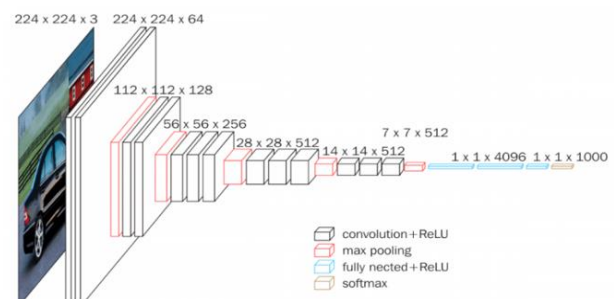 224 x 224 x 3
224 x 224 x 64
112 x 112 x 128
56 x 56 x 256
28 x 28 x 512
14 x 14 x 512
7 x 7 x 512
1 x 1 x 4096
1 x 1 x 1000
convolution+ReLU
max pooling
fully nected+ReLU
softmax